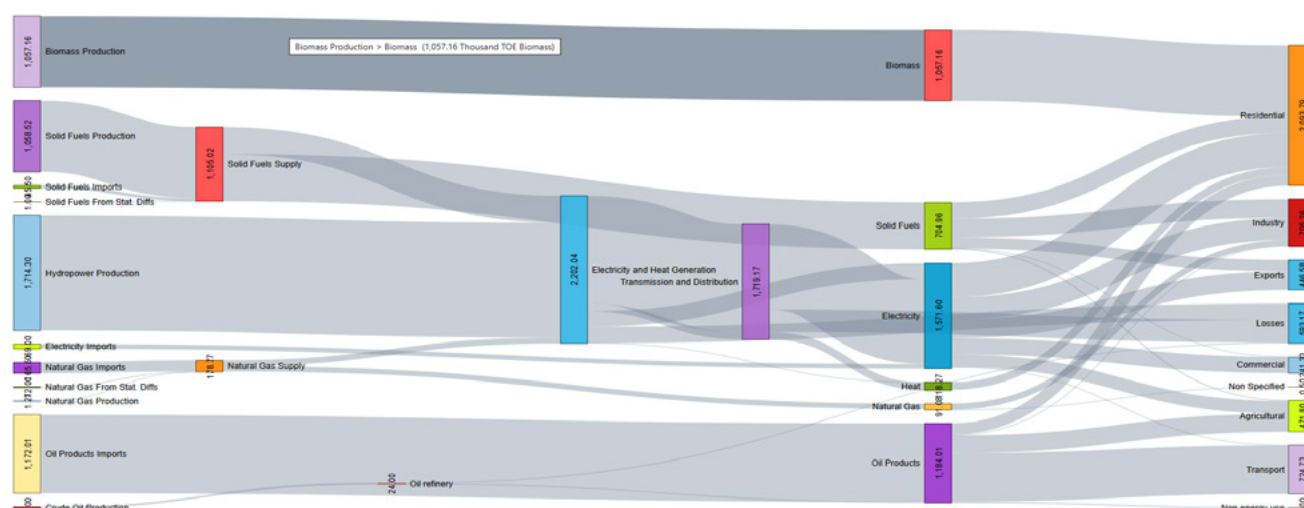 1,057.16
Biomass Production
Biomass Production > Biomass (1,057.16 Thousand TOE Biomass)
Biomass
1,057.16
Residential
1,058.52
Solid Fuels Production
1,105.02
Solid Fuels Supply
Solid Fuels Imports
Solid Fuels From Stat. Diffs
Solid Fuels
704.96
Industry
1,714.30
Hydropower Production
2,202.04
Electricity and Heat Generation
Transmission and Distribution
1,719.17
Electricity
1,571.60
Exports
Losses
Electricity Imports
Natural Gas Imports
178.77
Natural Gas Supply
Commercial
Natural Gas From Stat. Diffs
Heat
Non Specified
Natural Gas Production
Natural Gas
Agricultural
1,172.01
Oil Products Imports
Oil Products
1,184.01
Transport
24.00
Oil refinery